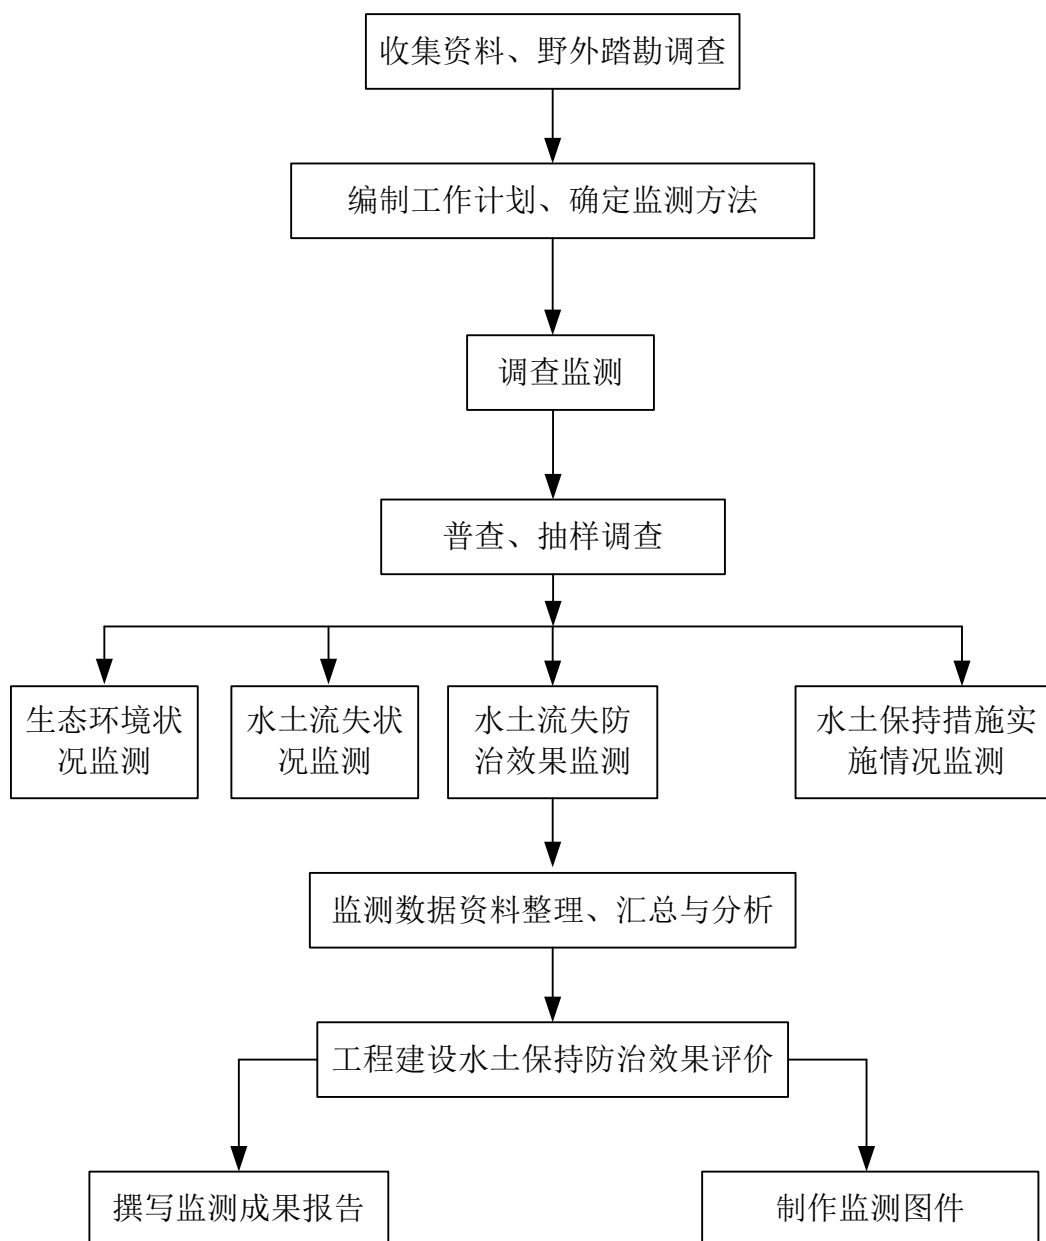 收集资料、野外踏勘调查
编制工作计划、确定监测方法
调查监测
普查、抽样调查
生态环境状
况监测
水土流失状
况监测
水土流失防
治效果监测
水土保持措施实
施情况监测
监测数据资料整理、汇总与分析
工程建设水土保持防治效果评价
撰写监测成果报告
制作监测图件